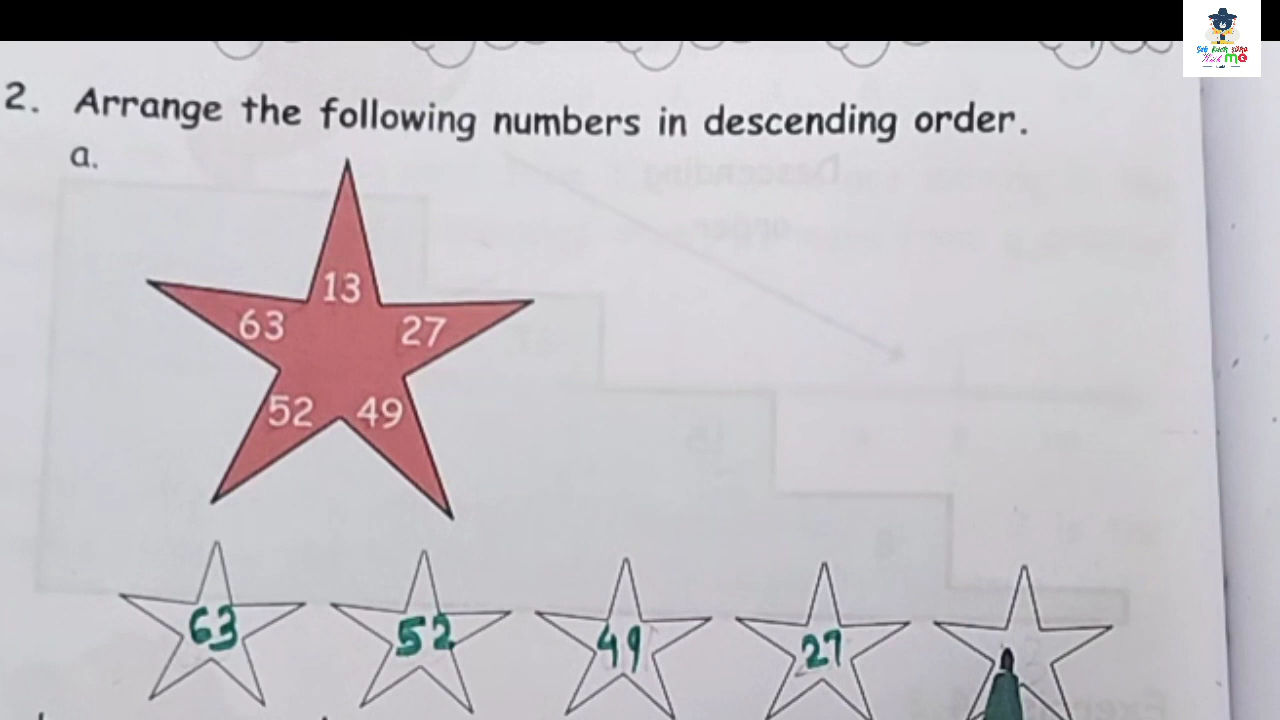 2. Arrange the following numbers in descending order.
a.
13
63 27
52 49
63 52 49 27